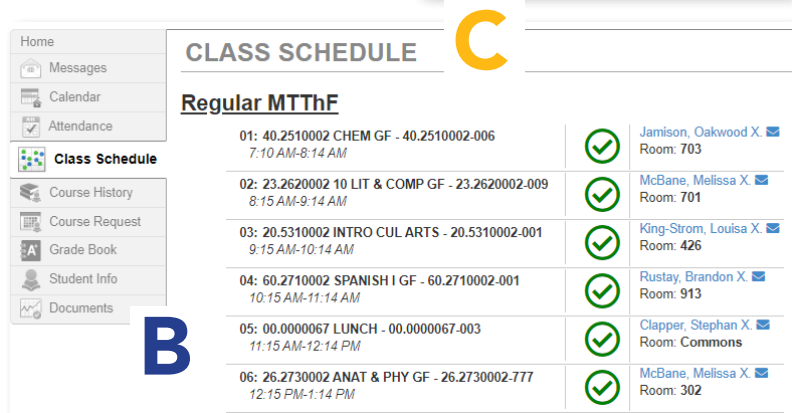 C
Home
Messages
Calendar
Attendance
Class Schedule
Course History
Course Request
Grade Book
Student Info
Documents
B
CLASS SCHEDULE
Regular MTThF
01: 40.2510002 CHEM GF - 40.2510002-006
7:10 AM-8:14 AM
Jamison, Oakwood X.
Room: 703
02: 23.2620002 10 LIT & COMP GF - 23.2620002-009
8:15 AM-9:14 AM
McBane, Melissa X.
Room: 701
03: 20.5310002 INTRO CUL ARTS - 20.5310002-001
9:15 AM-10:14 AM
King-Strom, Louisa X.
Room: 426
04: 60.2710002 SPANISH I GF - 60.2710002-001
10:15 AM-11:14 AM
Rustay, Brandon X.
Room: 913
05: 00.0000067 LUNCH - 00.0000067-003
11:15 AM-12:14 PM
Clapper, Stephan X.
Room: Commons
06: 26.2730002 ANAT & PHY GF - 26.2730002-777
12:15 PM-1:14 PM
McBane, Melissa X.
Room: 302